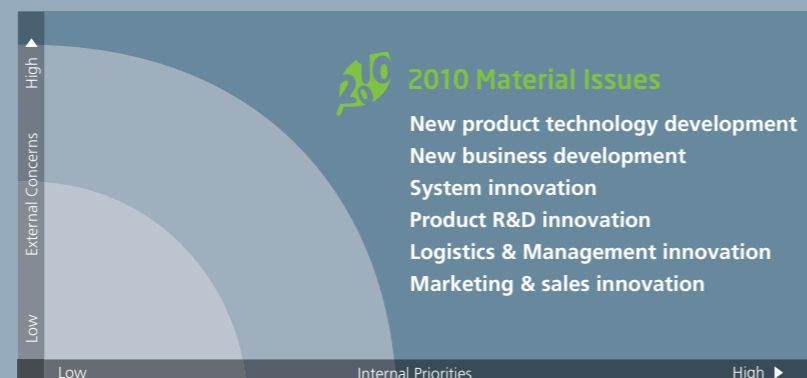 High
External Concerns
Low
2010
2010 Material Issues
New product technology development
New business development
System innovation
Product R&D innovation
Logistics & Management innovation
Marketing & sales innovation
Low
Internal Priorities
High